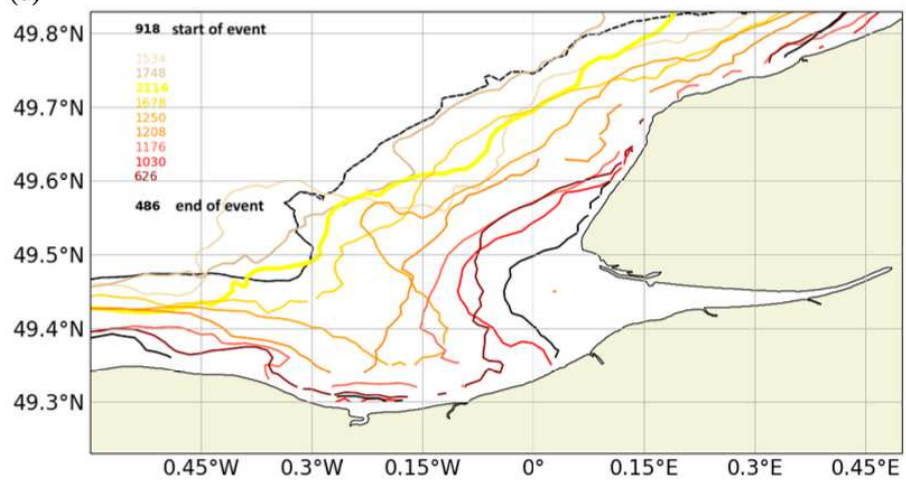 49.8°N
918 start of event
1534
1748
2116
1678
1250
1208
1176
1030
626
486 end of event
49.7°N
49.6°N
49.5°N
49.4°N
49.3°N
0.45°W 0.3°W 0.15°W 0° 0.15°E 0.3°E 0.45°E